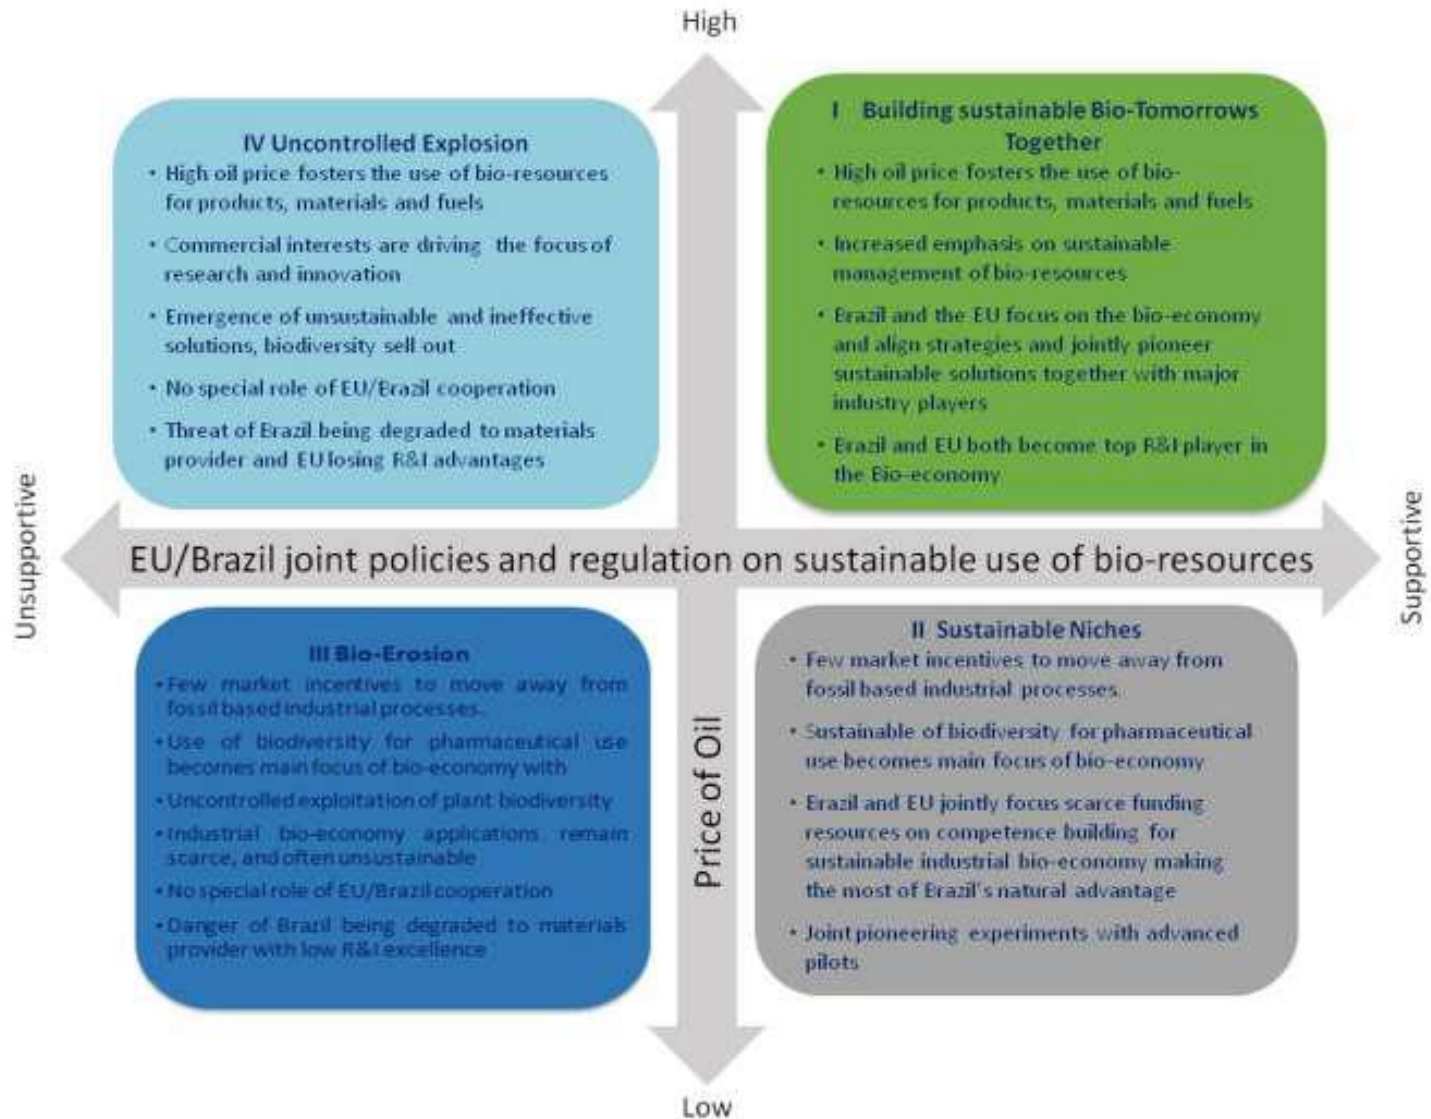 High
IV Uncontrolled Explosion
• High oil price fosters the use of bio-resources
for products, materials and fuels
• Commercial interests are driving the focus of
research and innovation
• Emergence of unsustainable and ineffective
solutions, biodiversity sell out
• No special role of EU/Brazil cooperation
• Threat of Brazil being degraded to materials
provider and EU losing R&I advantages
I Building sustainable Bio-Tomorrows
Together
• High oil price fosters the use of bio-
resources for products, materials and fuels
• Increased emphasis on sustainable
management of bio-resources
• Brazil and the EU focus on the bio-economy
and align strategies and jointly pioneer
sustainable solutions together with major
industry players
• Brazil and EU both become top R&I player in
the Bio-economy
Unsupportive
EU/Brazil joint policies and regulation on sustainable use of bio-resources
Supportive
III Bio-Erosion
• Few market incentives to move away from
fossil based industrial processes.
• Use of biodiversity for pharmaceutical use
becomes main focus of bio-economy with
• Uncontrolled exploitation of plant biodiversity
• Industrial bio-economy applications remain
scarce, and often unsustainable
• No special role of EU/Brazil cooperation
• Danger of Brazil being degraded to materials
provider with low R&I excellence
Price of Oil
II Sustainable Niches
• Few market incentives to move away from
fossil based industrial processes.
• Sustainable of biodiversity for pharmaceutical
use becomes main focus of bio-economy
• Brazil and EU jointly focus scarce funding
resources on competence building for
sustainable industrial bio-economy making
the most of Brazil's natural advantage
• Joint pioneering experiments with advanced
pilots
Low